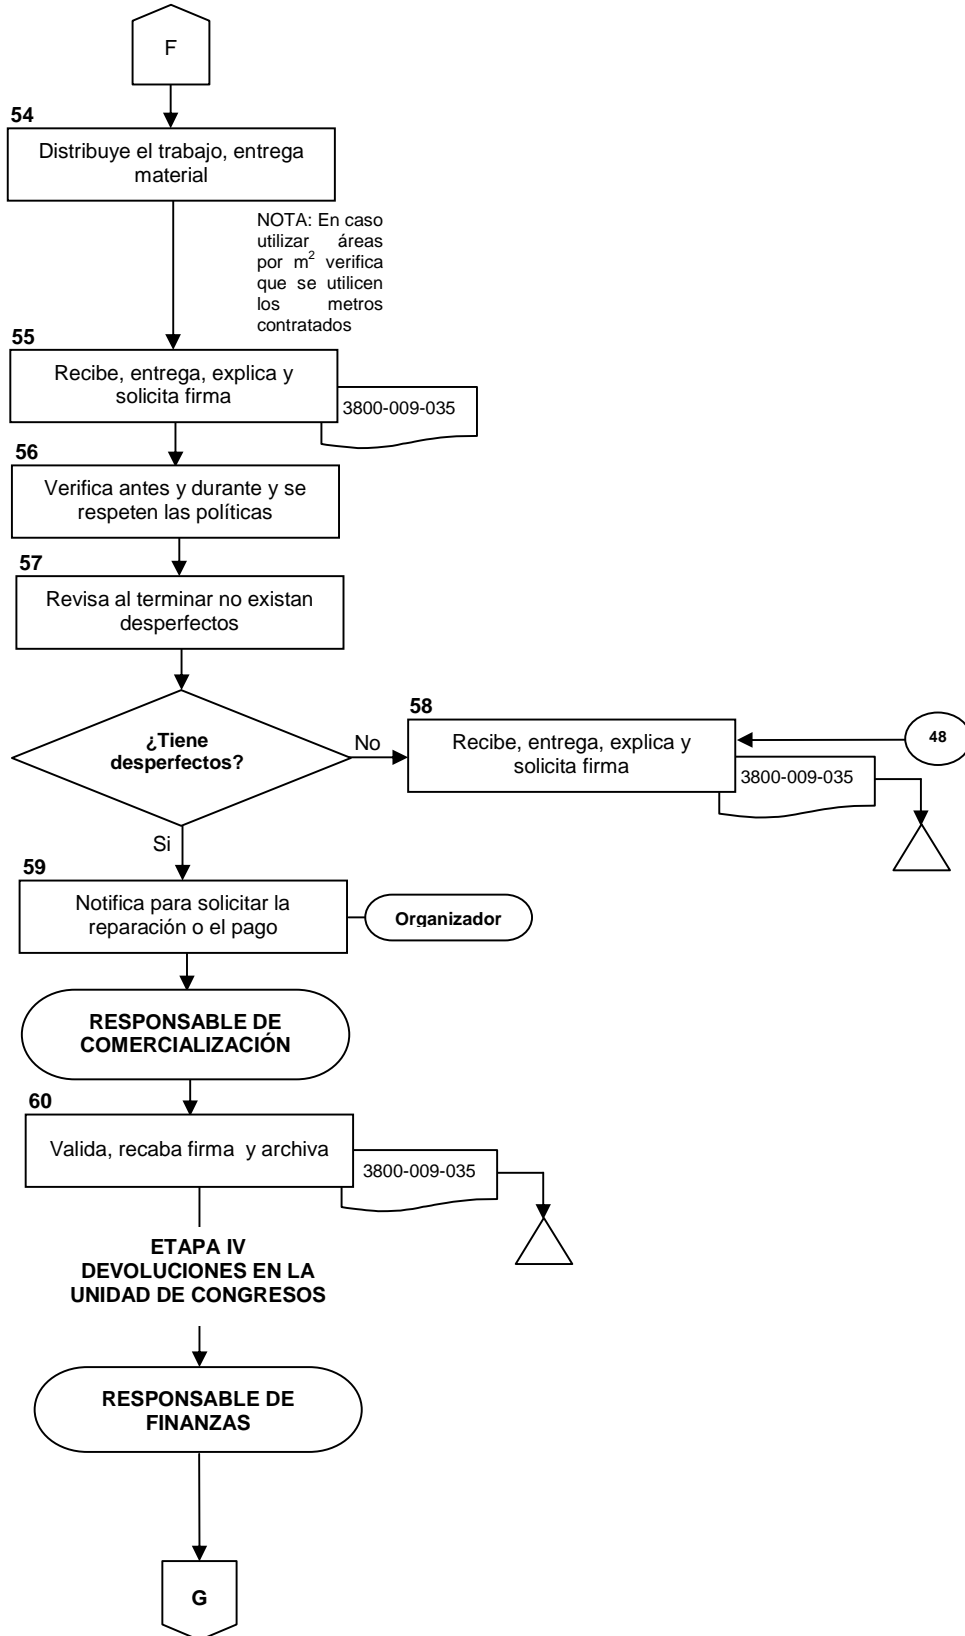 F
54
Distribuye el trabajo, entrega
material
NOTA: En caso
utilizar áreas
por m² verifica
que se utilicen
los metros
contratados
55
Recibe, entrega, explica y
solicita firma
3800-009-035
56
Verifica antes y durante y se
respeten las políticas
57
Revisa al terminar no existan
desperfectos
¿Tiene
desperfectos?
No
58
Recibe, entrega, explica y
solicita firma
48
3800-009-035
Si
59
Notifica para solicitar la
reparación o el pago
Organizador
RESPONSABLE DE
COMERCIALIZACIÓN
60
Valida, recaba firma y archiva
3800-009-035
ETAPA IV
DEVOLUCIONES EN LA
UNIDAD DE CONGRESOS
RESPONSABLE DE
FINANZAS
G